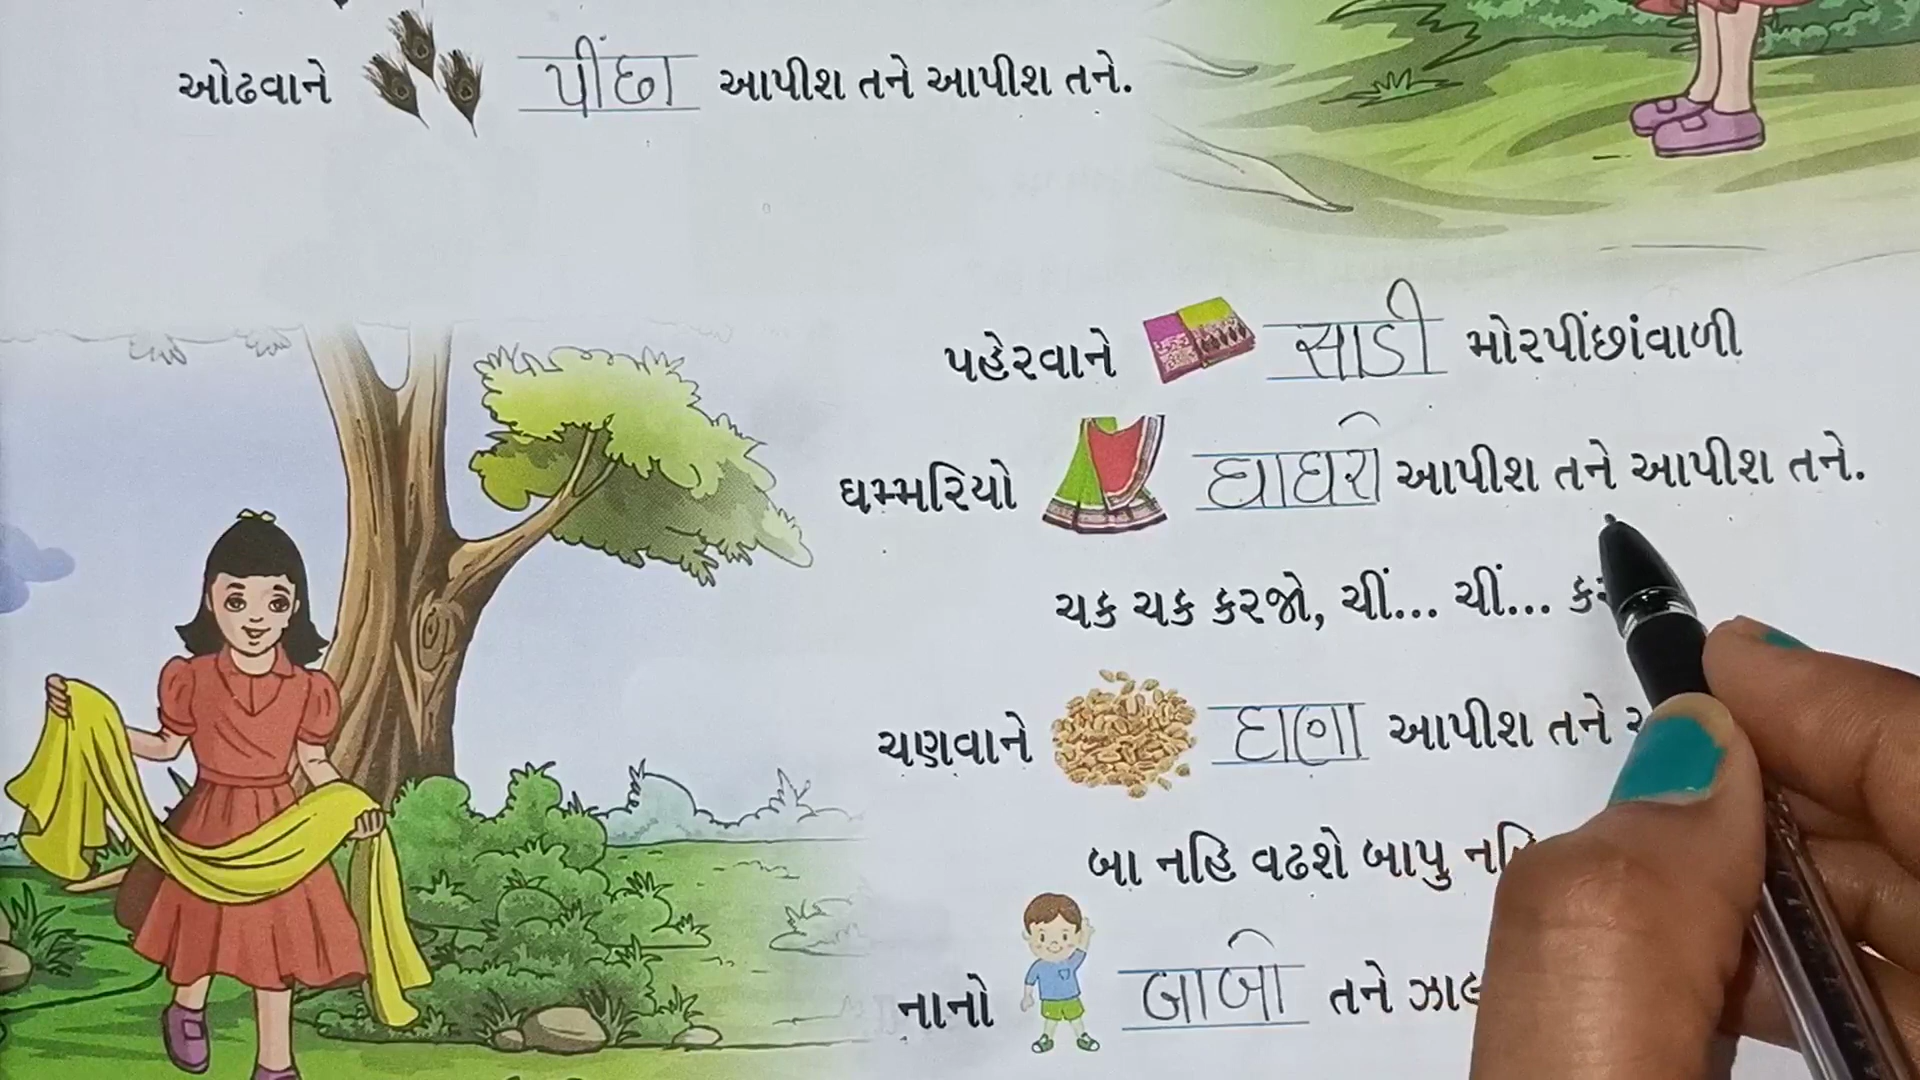 ઓઢવાને પીંછા આપીશ તને આપીશ તને.
પહેરવાને સાડી મોરપીંછાંવાળી
ઘમ્મરિયો ઘાઘરો આપીશ તને આપીશ તને.
ચક ચક કરજો, ચીં... ચીં...
ચણવાને દાણા આપીશ તને
બા નહિ વઢશે બાપુ
નાનો બાબો તને